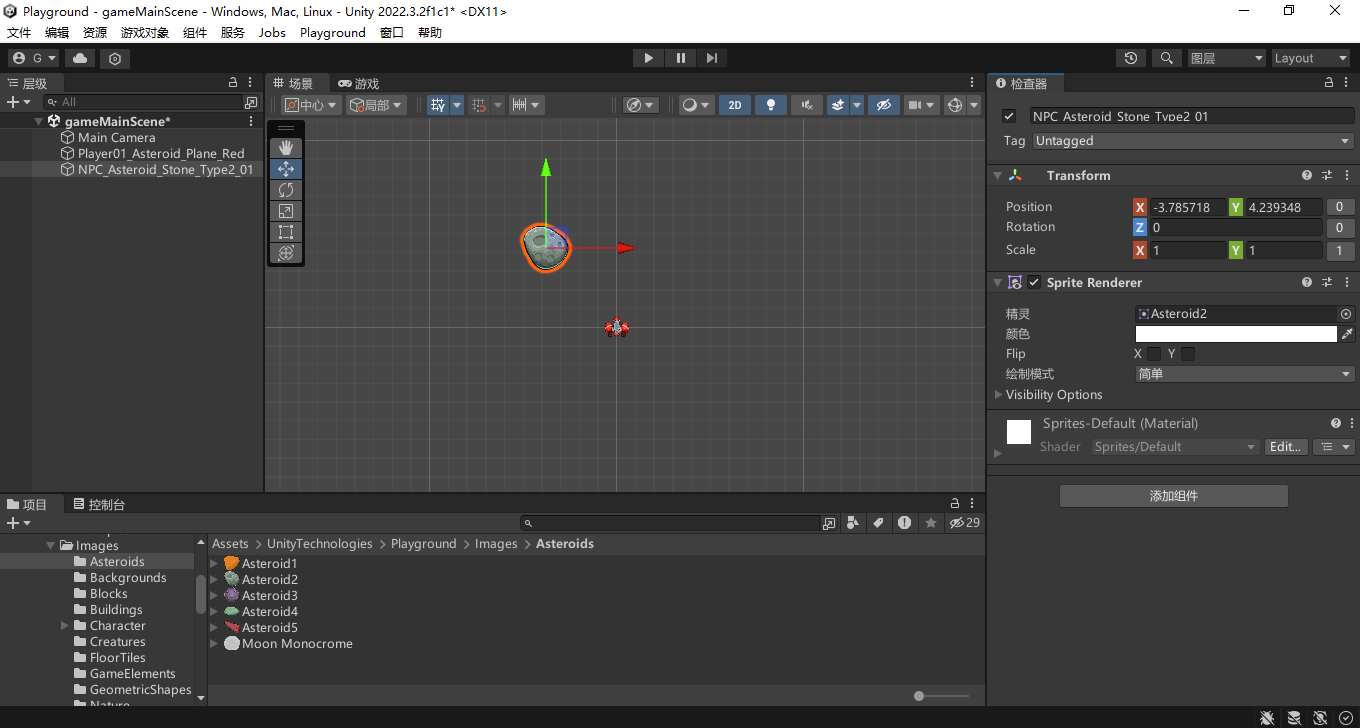 Playground - gameMainScene - Windows, Mac, Linux - Unity 2022.3.2f1c1* <DX11>
文件 编辑 资源 游戏对象 组件 服务 Jobs Playground 窗口 帮助
G 图层 Layout
层级
All
gameMainScene*
Main Camera
Player01_Asteroid_Plane_Red
NPC_Asteroid_Stone_Type2_01
场景 游戏
中心 局部 2D
检查器
NPC_Asteroid_Stone_Type2_01
Tag Untagged
Transform
Position X -3.785718 Y 4.239348 0
Rotation Z 0 0
Scale X 1 Y 1 1
Sprite Renderer
精灵 Asteroid2
颜色
Flip X Y
绘制模式 简单
Visibility Options
Sprites-Default (Material)
Shader Sprites/Default Edit...
添加组件
项目 控制台
29
Images
Asteroids
Backgrounds
Blocks
Buildings
Character
Creatures
FloorTiles
GameElements
GeometricShapes
Nature
Assets > UnityTechnologies > Playground > Images > Asteroids
Asteroid1
Asteroid2
Asteroid3
Asteroid4
Asteroid5
Moon Monocrome